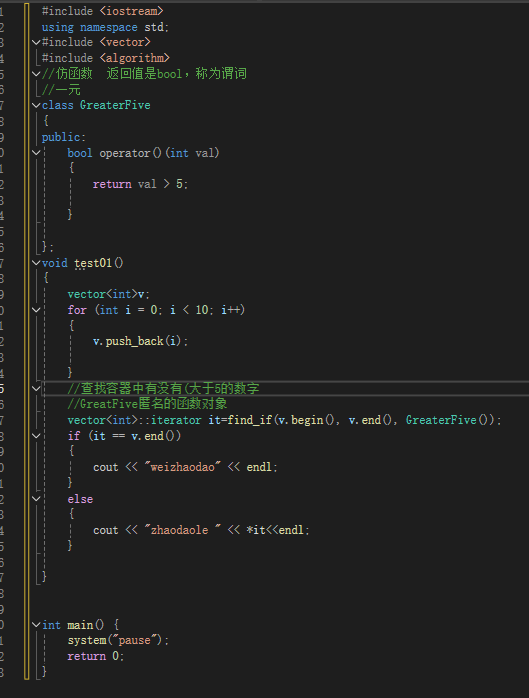 1 #include <iostream>
2 using namespace std;
3 #include <vector>
4 #include <algorithm>
5 //仿函数 返回值是bool，称为谓词
6 //一元
7 class GreaterFive
8 {
9 public:
0 bool operator()(int val)
1 {
2 return val > 5;
3
4 }
5
6 };
7 void test01()
8 {
9 vector<int>v;
0 for (int i = 0; i < 10; i++)
1 {
2 v.push_back(i);
3
4 }
5 //查找容器中有没有(大于5的数字
6 //GreatFive匿名的函数对象
7 vector<int>::iterator it=find_if(v.begin(), v.end(), GreaterFive());
8 if (it == v.end())
9 {
0 cout << "weizhaodao" << endl;
1 }
2 else
3 {
4 cout << "zhaodaole " << *it<<endl;
5 }
6
7 }
8
9
0 int main() {
1 system("pause");
2 return 0;
3 }